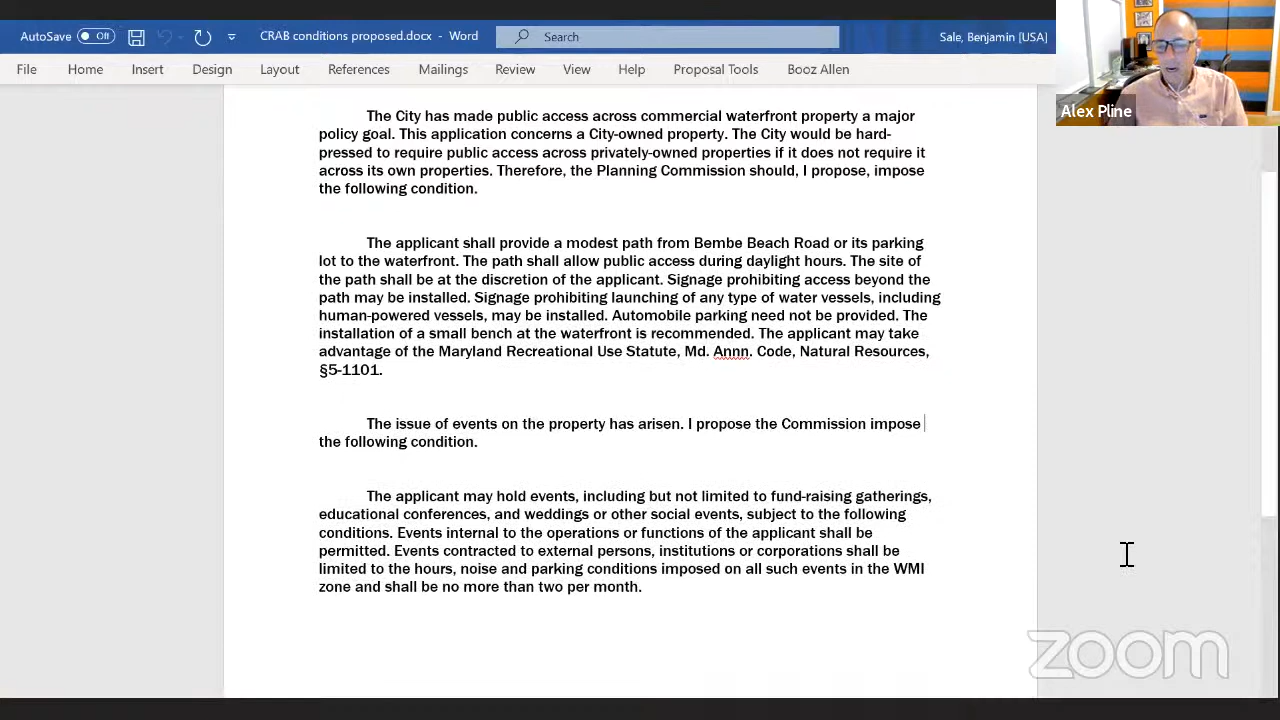 AutoSave Off CRAB conditions proposed.docx - Word Search Sale, Benjamin [USA]
File Home Insert Design Layout References Mailings Review View Help Proposal Tools Booz Allen
Alex Pline
The City has made public access across commercial waterfront property a major
policy goal. This application concerns a City-owned property. The City would be hard-
pressed to require public access across privately-owned properties if it does not require it
across its own properties. Therefore, the Planning Commission should, I propose, impose
the following condition.
The applicant shall provide a modest path from Bembe Beach Road or its parking
lot to the waterfront. The path shall allow public access during daylight hours. The site of
the path shall be at the discretion of the applicant. Signage prohibiting access beyond the
path may be installed. Signage prohibiting launching of any type of water vessels, including
human-powered vessels, may be installed. Automobile parking need not be provided. The
installation of a small bench at the waterfront is recommended. The applicant may take
advantage of the Maryland Recreational Use Statute, Md. Annn. Code, Natural Resources,
§5-1101.
The issue of events on the property has arisen. I propose the Commission impose
the following condition.
The applicant may hold events, including but not limited to fund-raising gatherings,
educational conferences, and weddings or other social events, subject to the following
conditions. Events internal to the operations or functions of the applicant shall be
permitted. Events contracted to external persons, institutions or corporations shall be
limited to the hours, noise and parking conditions imposed on all such events in the WMI
zone and shall be no more than two per month.
zoom